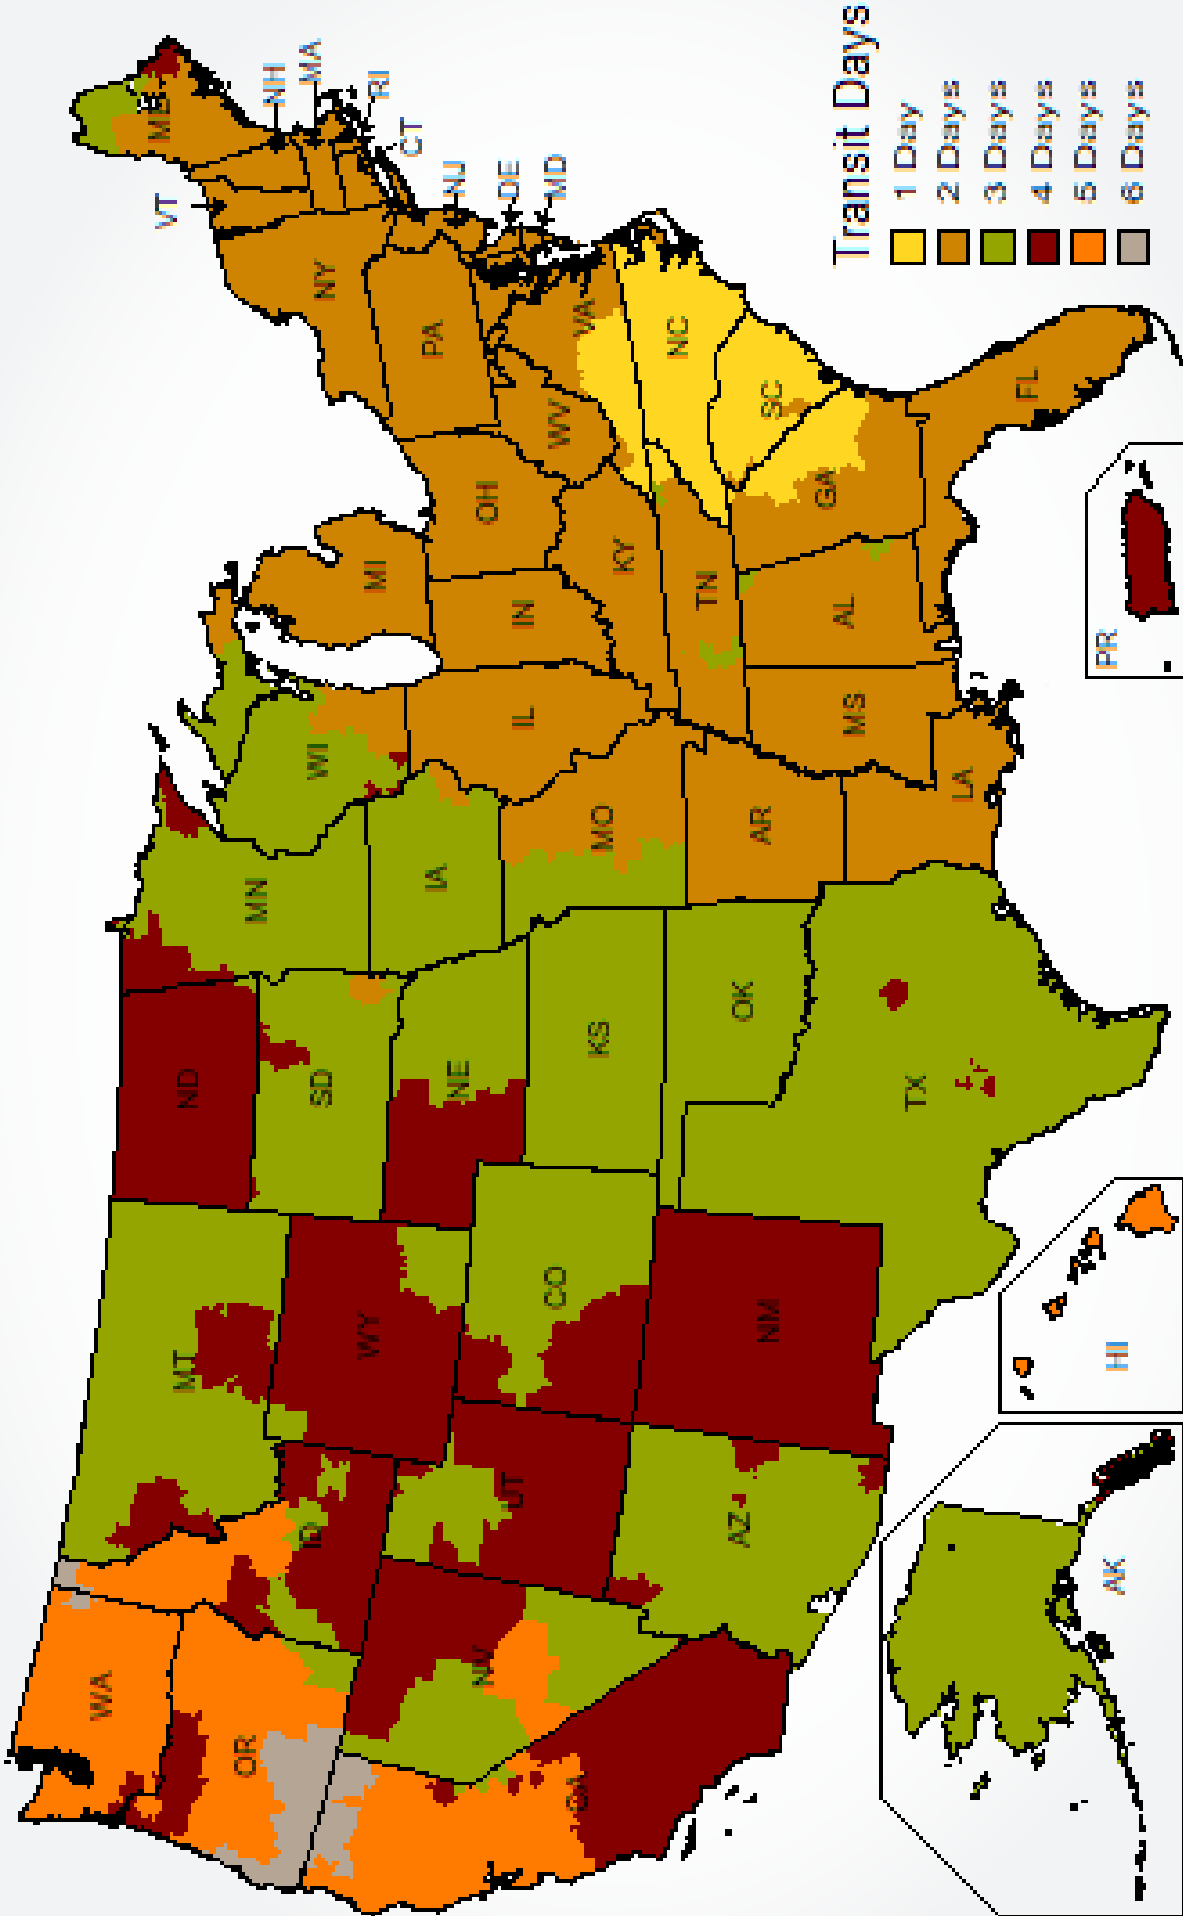 WA
OR
CA
NV
ID
MT
WY
UT
AZ
CO
NM
ND
SD
NE
KS
OK
TX
MN
IA
MO
AR
LA
WI
IL
MS
MI
IN
KY
TN
AL
OH
WV
GA
FL
SC
NC
VA
PA
NY
VT
ME
NH
MA
RI
CT
NJ
DE
MD
AK
HI
PR
Transit Days
1 Day
2 Days
3 Days
4 Days
5 Days
6 Days